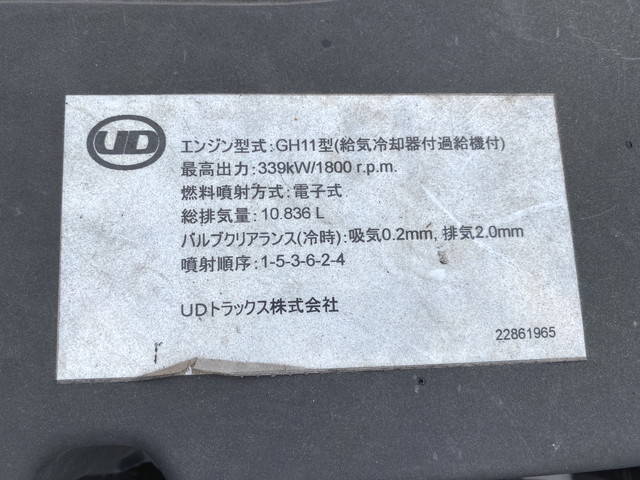 UD
エンジン型式:GH11型(給気冷却器付過給機付)
最高出力:339kW/1800 r.p.m.
燃料噴射方式:電子式
総排気量:10.836 L
バルブクリアランス(冷時):吸気0.2mm, 排気2.0mm
噴射順序:1-5-3-6-2-4
UDトラックス株式会社
22861965